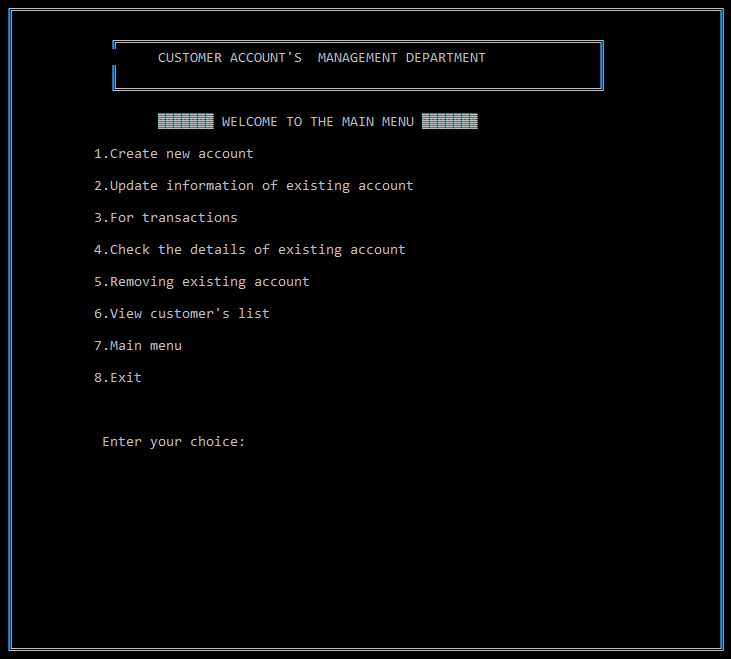 CUSTOMER ACCOUNT'S  MANAGEMENT DEPARTMENT
WELCOME TO THE MAIN MENU
1.Create new account
2.Update information of existing account
3.For transactions
4.Check the details of existing account
5.Removing existing account
6.View customer's list
7.Main menu
8.Exit
Enter your choice: